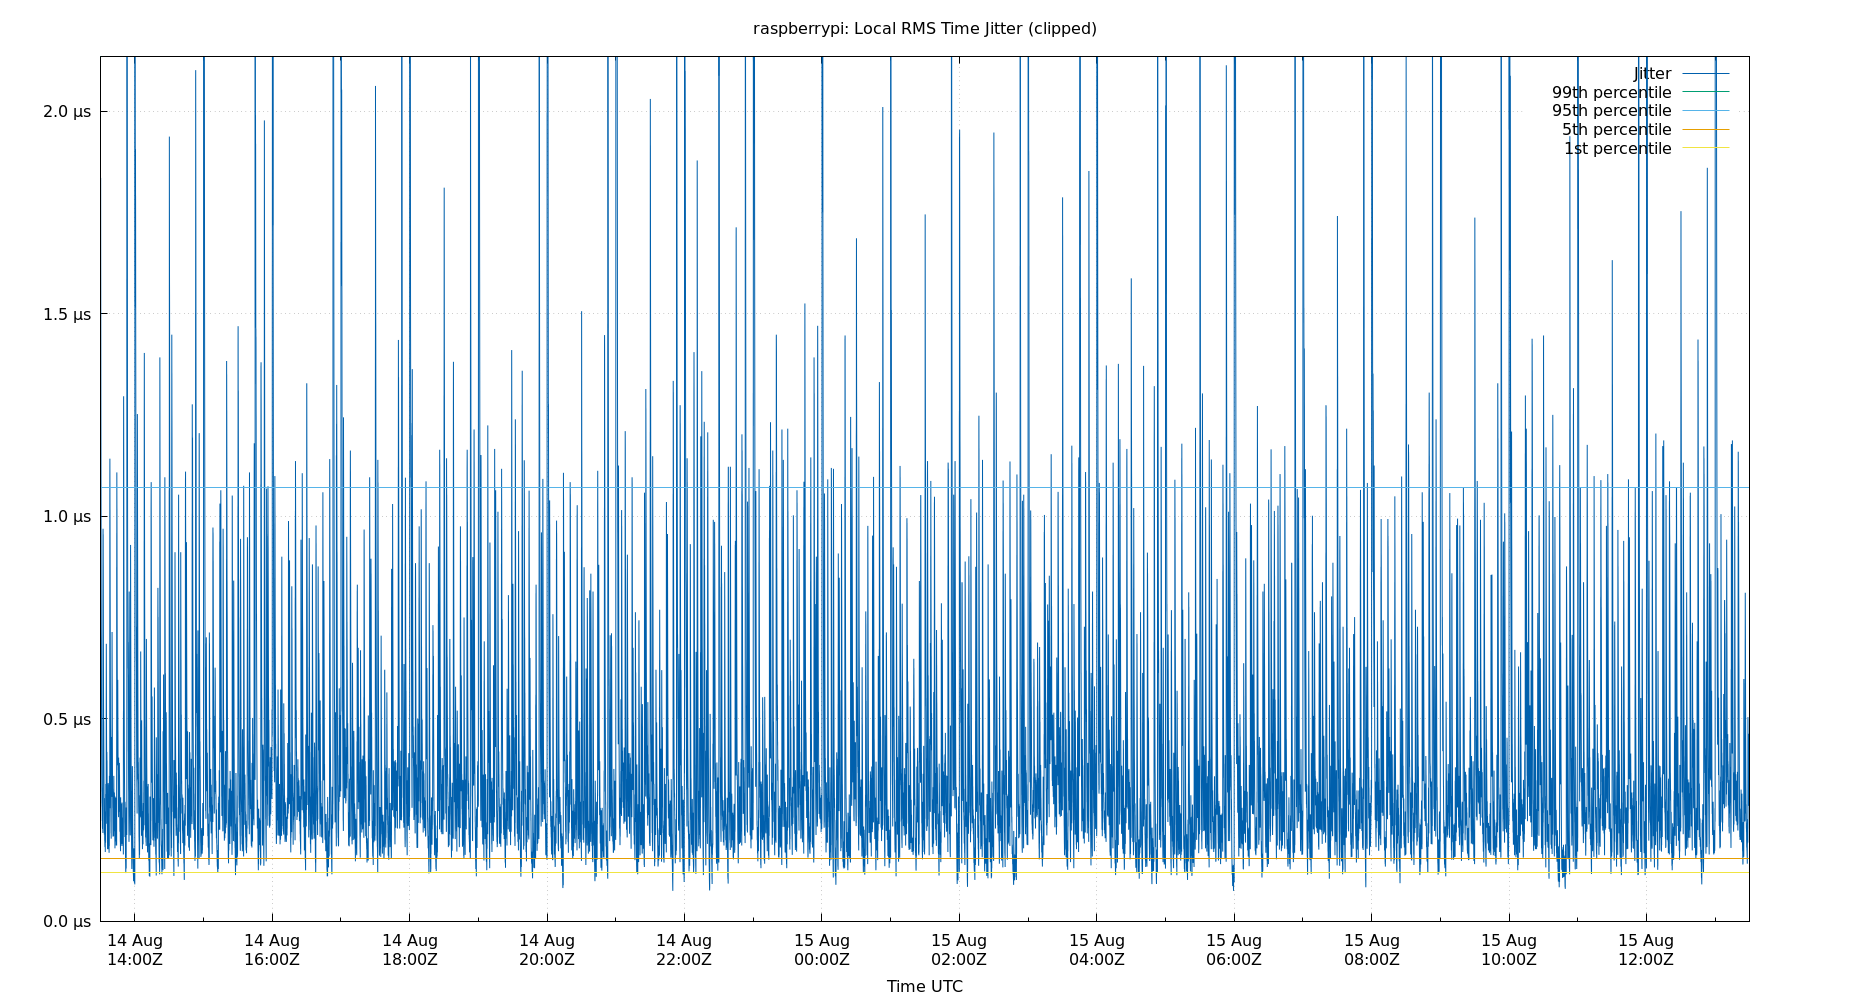 raspberrypi: Local RMS Time Jitter (clipped)
Jitter
99th percentile
95th percentile
5th percentile
1st percentile
2.0 µs
1.5 µs
1.0 µs
0.5 µs
0.0 µs
14 Aug 14 Aug 14 Aug 14 Aug 14 Aug 15 Aug 15 Aug 15 Aug 15 Aug 15 Aug 15 Aug 15 Aug
14:00Z 16:00Z 18:00Z 20:00Z 22:00Z 00:00Z 02:00Z 04:00Z 06:00Z 08:00Z 10:00Z 12:00Z
Time UTC